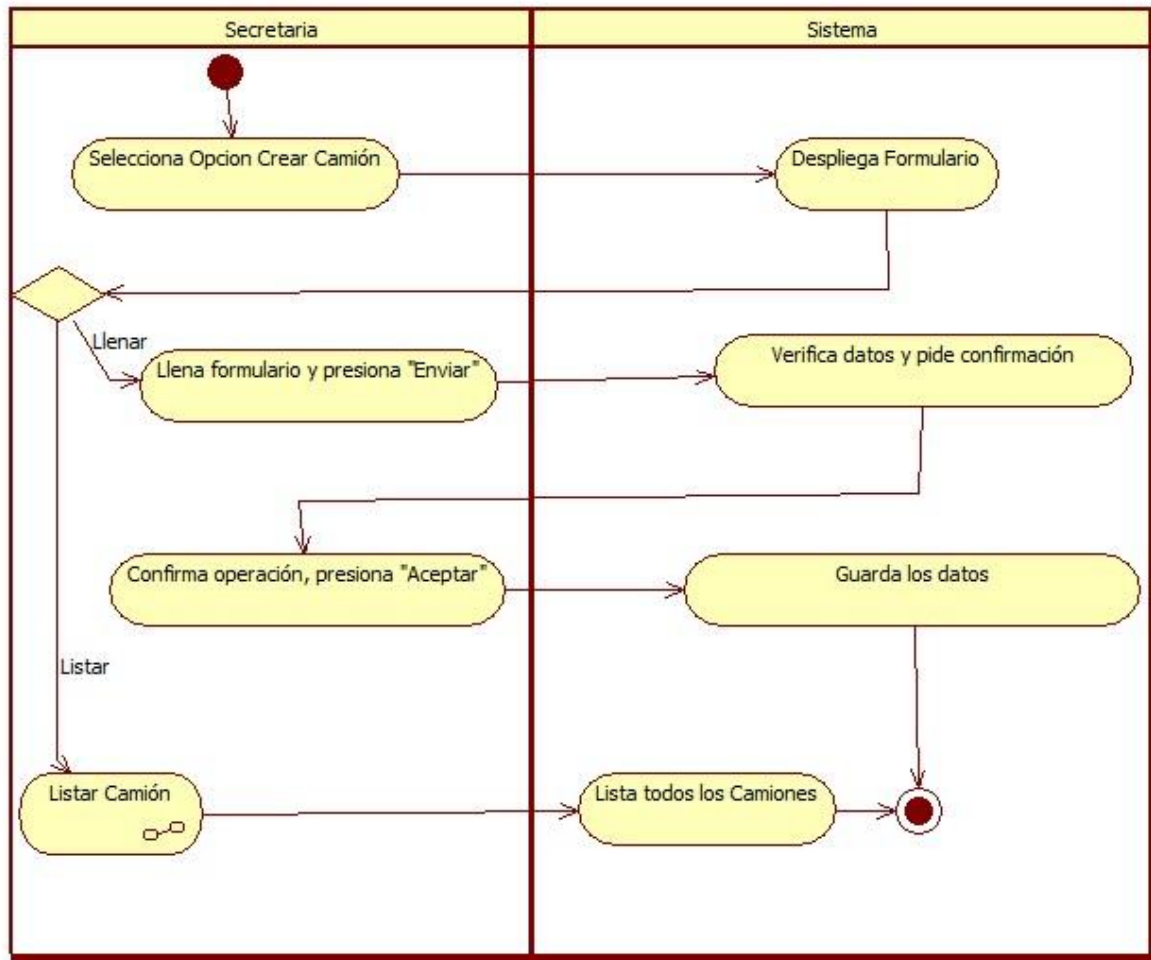 Secretaria
Sistema
Selecciona Opcion Crear Camión
Despliega Formulario
Llenar
Llena formulario y presiona "Enviar"
Verifica datos y pide confirmación
Confirma operación, presiona "Aceptar"
Guarda los datos
Listar
Listar Camión
Lista todos los Camiones